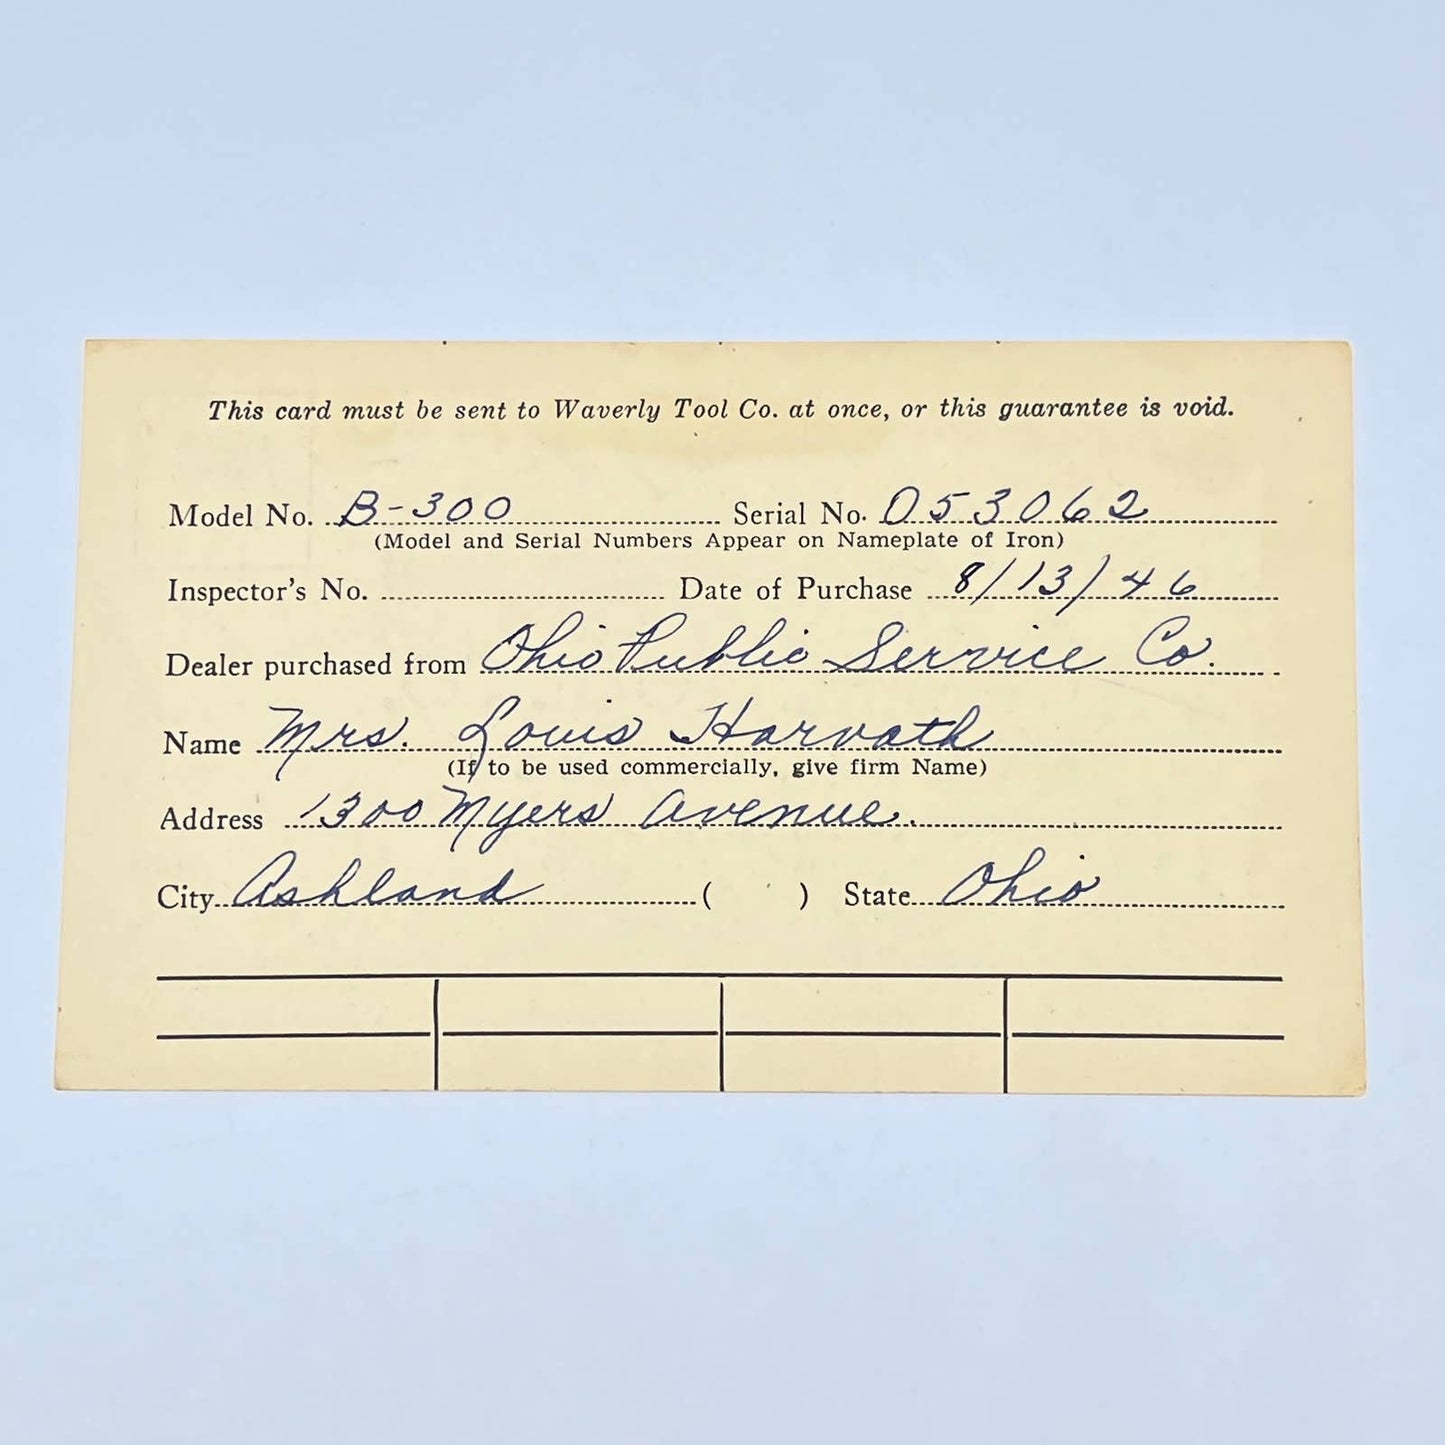 This card must be sent to Waverly Tool Co. at once, or this guarantee is void.
Model No. B-300 Serial No. 053062
(Model and Serial Numbers Appear on Nameplate of Iron)
Inspector's No. Date of Purchase 8/13/46
Dealer purchased from Ohio Public Service Co.
Name Mrs. Louis Horvath
(If to be used commercially, give firm Name)
Address 1300 Myers Avenue.
City Ashland ( ) State Ohio